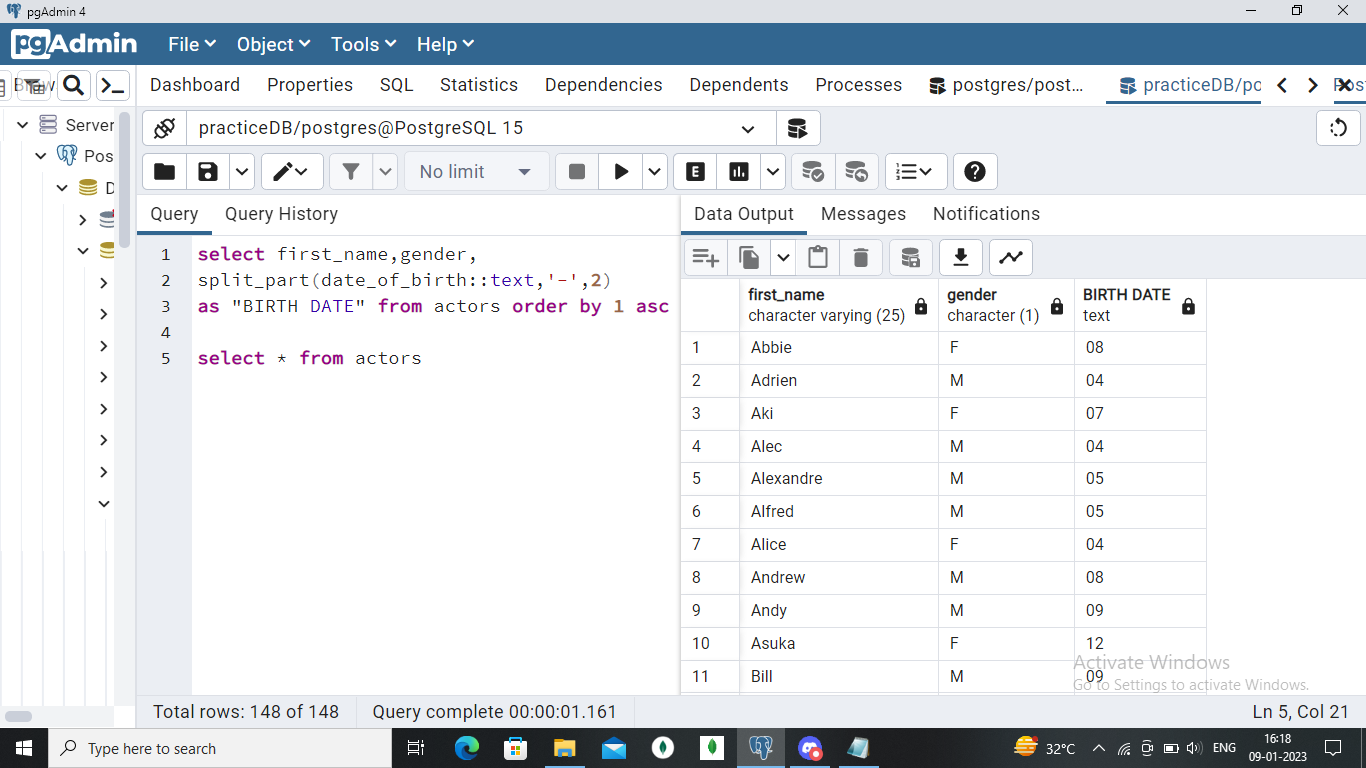 pgAdmin 4
pgAdmin
File
Object
Tools
Help
Dashboard
Properties
SQL
Statistics
Dependencies
Dependents
Processes
postgres/post...
practiceDB/po
Server
Pos
practiceDB/postgres@PostgreSQL 15
No limit
E
Query
Query History
1 select first_name,gender,
2 split_part(date_of_birth::text,'-',2)
3 as "BIRTH DATE" from actors order by 1 asc
4
5 select * from actors
Data Output
Messages
Notifications
first_name
character varying (25)
gender
character (1)
BIRTH DATE
text
1 Abbie F 08
2 Adrien M 04
3 Aki F 07
4 Alec M 04
5 Alexandre M 05
6 Alfred M 05
7 Alice F 04
8 Andrew M 08
9 Andy M 09
10 Asuka F 12
11 Bill M 09
Activate Windows
Go to Settings to activate Windows.
Total rows: 148 of 148
Query complete 00:00:01.161
Ln 5, Col 21
Type here to search
32°C
ENG
16:18
09-01-2023